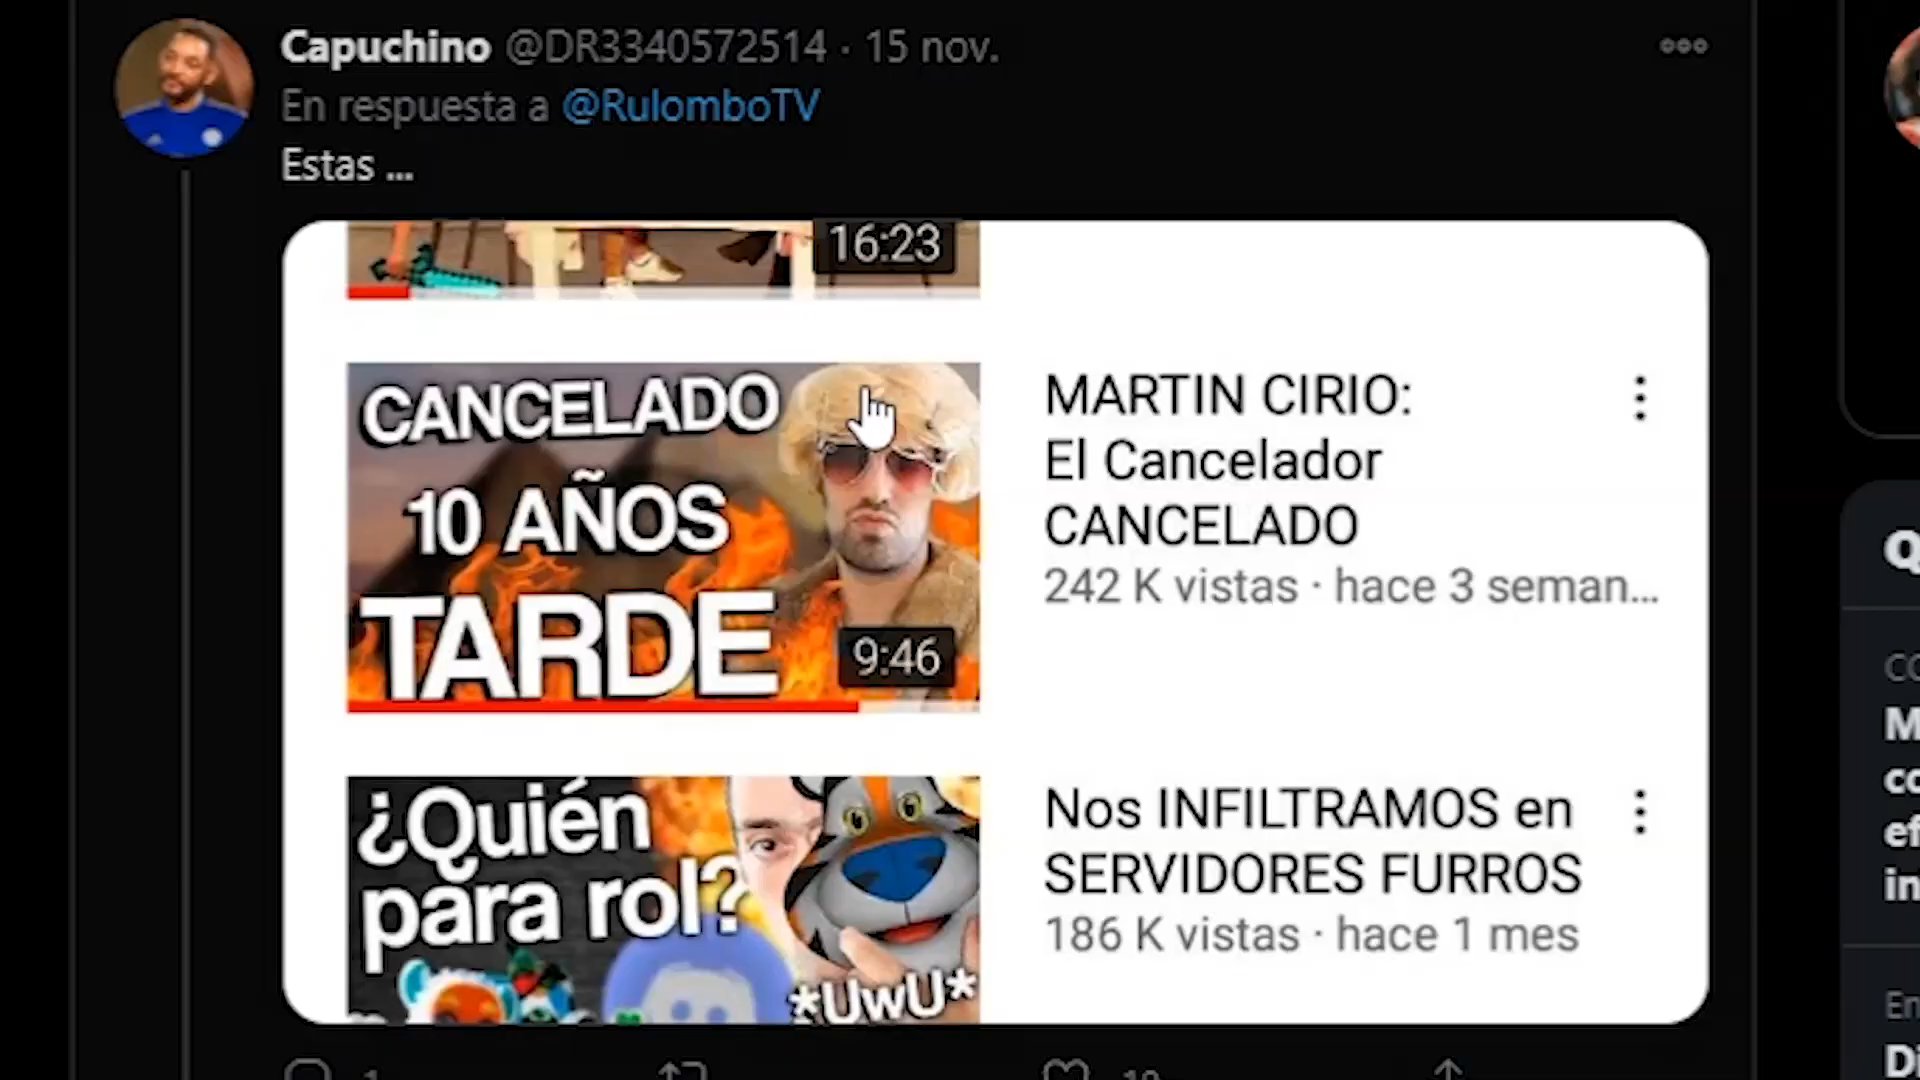 Capuchino @DR3340572514 · 15 nov.
En respuesta a @RulomboTV
Estas ...
16:23
CANCELADO
10 AÑOS
TARDE
9:46
MARTIN CIRIO:
El Cancelador
CANCELADO
242 K vistas · hace 3 seman...
¿Quién
para rol?
*UwU*
Nos INFILTRAMOS en
SERVIDORES FURROS
186 K vistas · hace 1 mes